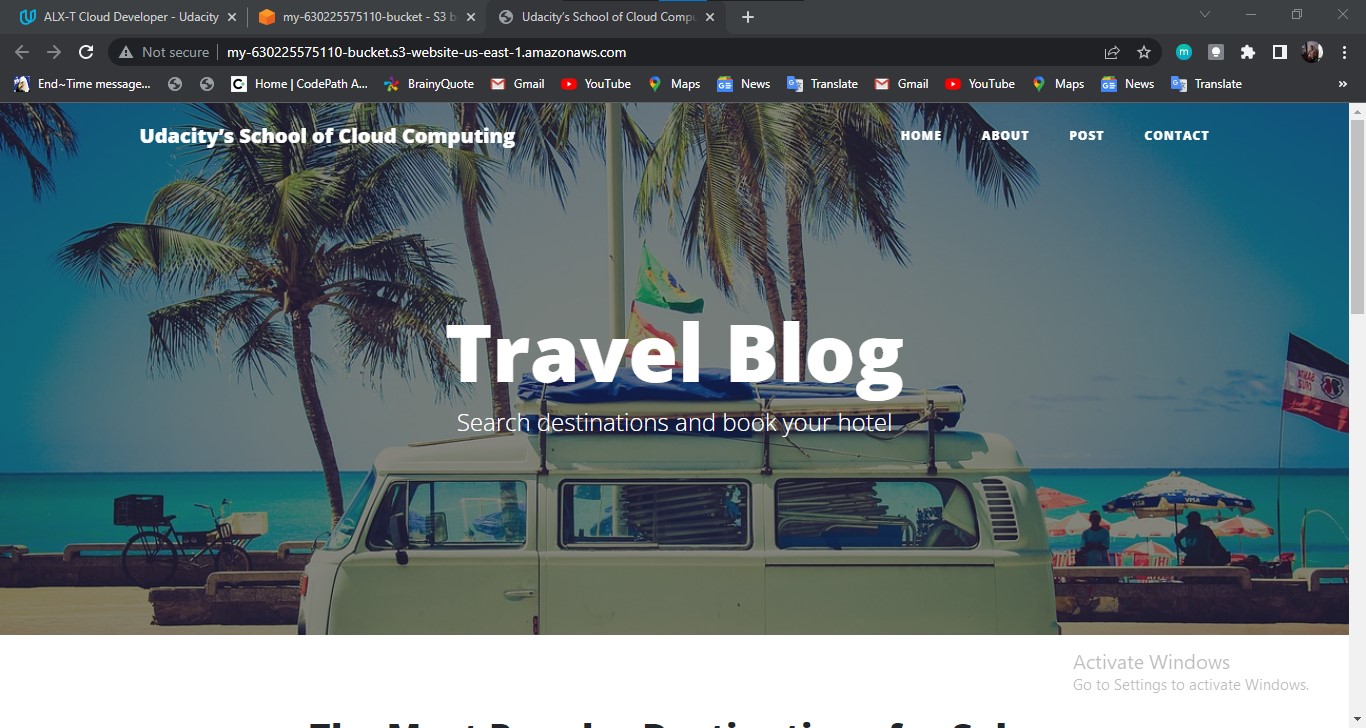 ALX-T Cloud Developer - Udacity
my-630225575110-bucket - S3 b
Udacity's School of Cloud Compu
Not secure
my-630225575110-bucket.s3-website-us-east-1.amazonaws.com
m
End~Time message...
Home | CodePath A...
BrainyQuote
Gmail
YouTube
Maps
News
Translate
Gmail
YouTube
Maps
News
Translate
»
Udacity’s School of Cloud Computing
HOME
ABOUT
POST
CONTACT
Travel Blog
Search destinations and book your hotel
VISA
VISA
Activate Windows
Go to Settings to activate Windows.